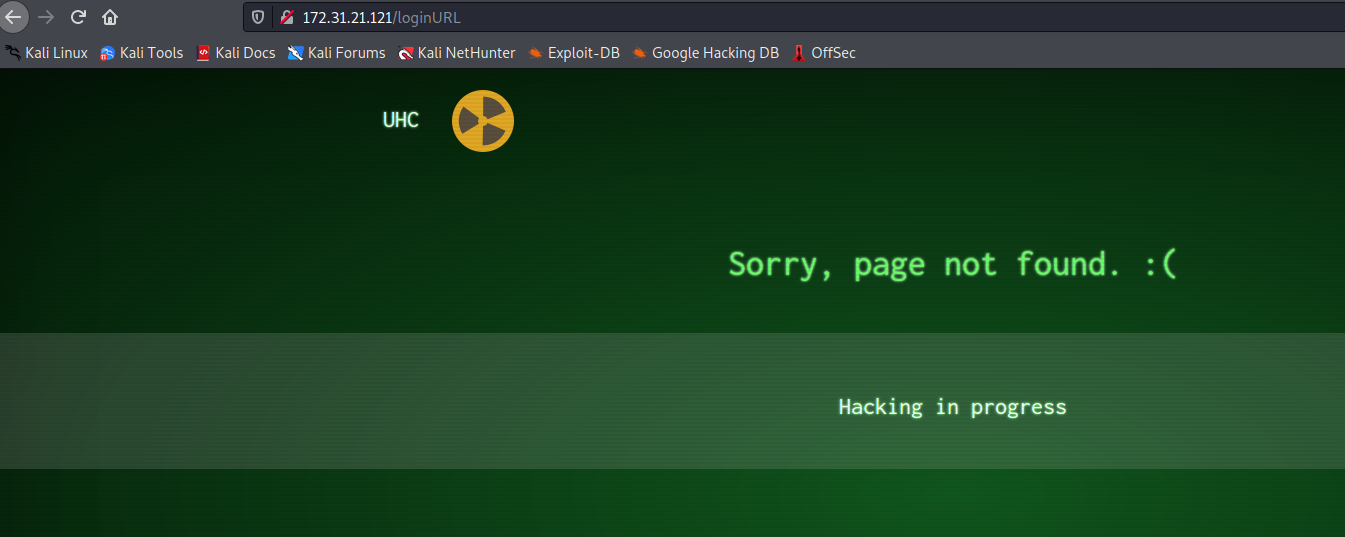 172.31.21.121/loginURL
Kali Linux Kali Tools Kali Docs Kali Forums Kali NetHunter Exploit-DB Google Hacking DB OffSec
UHC
Sorry, page not found. :(
Hacking in progress